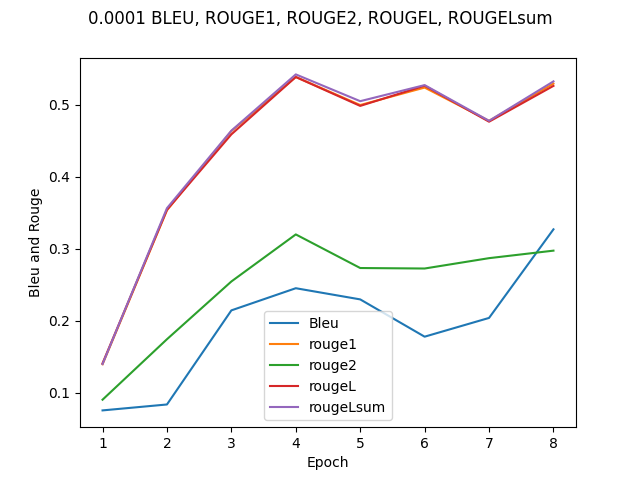 0.0001 BLEU, ROUGE1, ROUGE2, ROUGEL, ROUGELsum
Bleu and Rouge
0.5
0.4
0.3
0.2
0.1
Bleu
rouge1
rouge2
rougeL
rougeLsum
1 2 3 4 5 6 7 8
Epoch